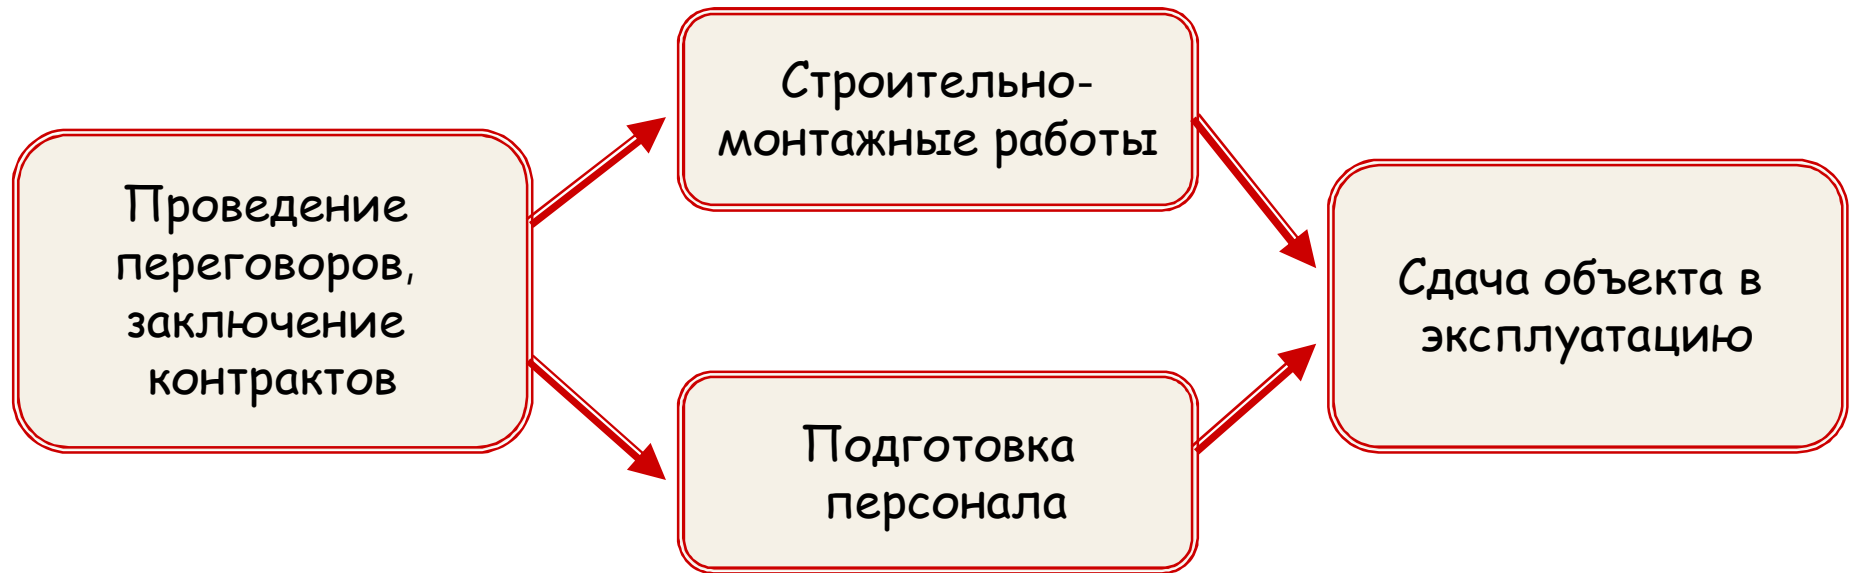 Проведение
переговоров,
заключение
контрактов
Строительно-
монтажные работы
Подготовка
персонала
Сдача объекта в
эксплуатацию